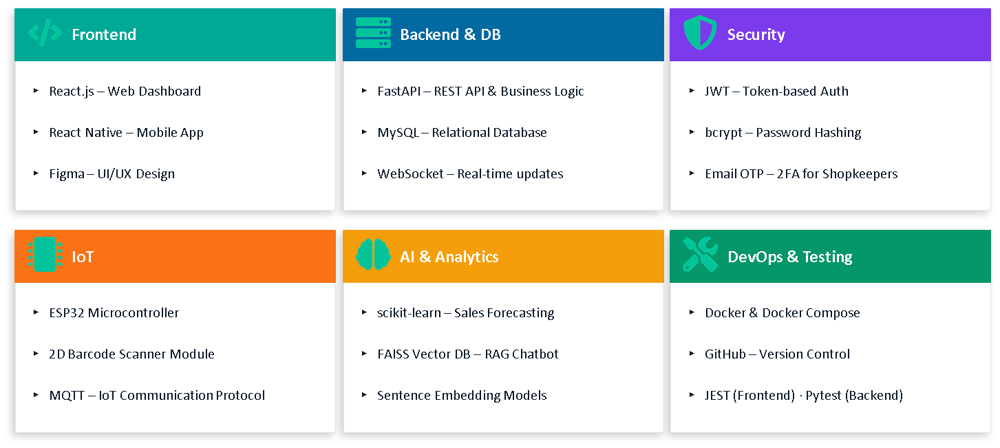 Frontend
▸ React.js – Web Dashboard
▸ React Native – Mobile App
▸ Figma – UI/UX Design
Backend & DB
▸ FastAPI – REST API & Business Logic
▸ MySQL – Relational Database
▸ WebSocket – Real-time updates
Security
▸ JWT – Token-based Auth
▸ bcrypt – Password Hashing
▸ Email OTP – 2FA for Shopkeepers
IoT
▸ ESP32 Microcontroller
▸ 2D Barcode Scanner Module
▸ MQTT – IoT Communication Protocol
AI & Analytics
▸ scikit-learn – Sales Forecasting
▸ FAISS Vector DB – RAG Chatbot
▸ Sentence Embedding Models
DevOps & Testing
▸ Docker & Docker Compose
▸ GitHub – Version Control
▸ JEST (Frontend) · Pytest (Backend)